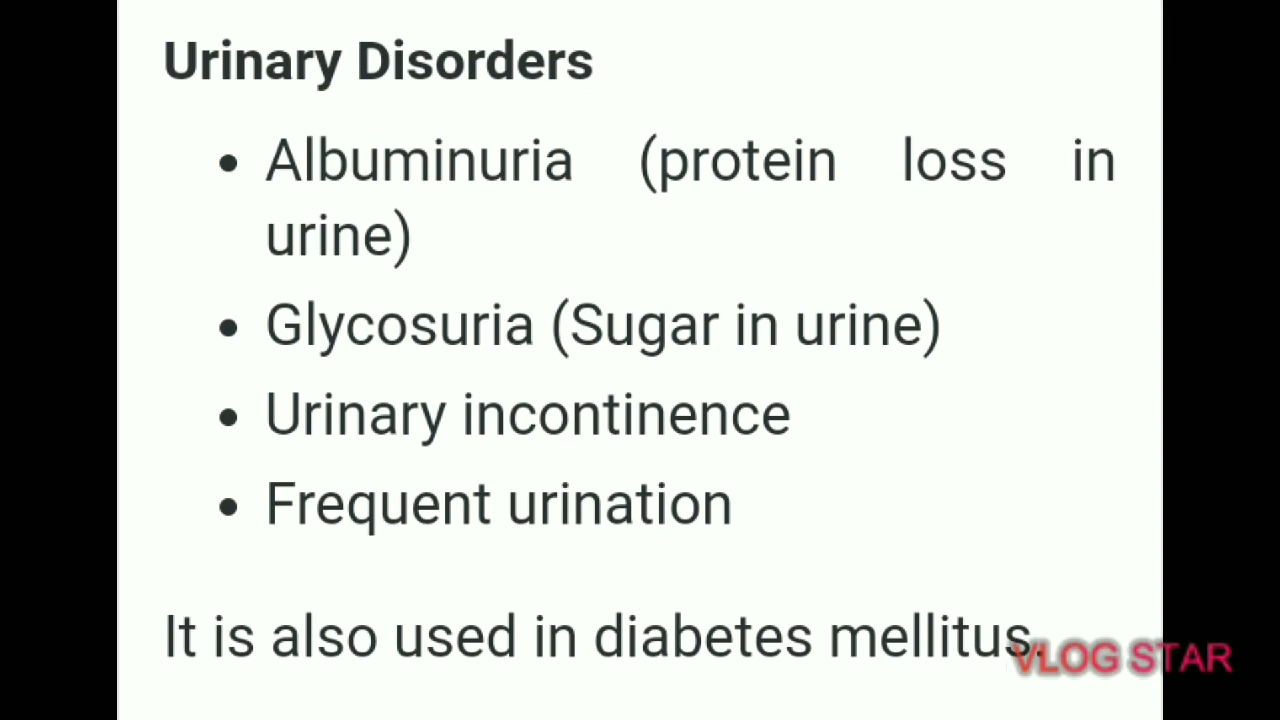 Urinary Disorders
• Albuminuria (protein loss in
urine)
• Glycosuria (Sugar in urine)
• Urinary incontinence
• Frequent urination
It is also used in diabetes mellitus.
VLOG STAR